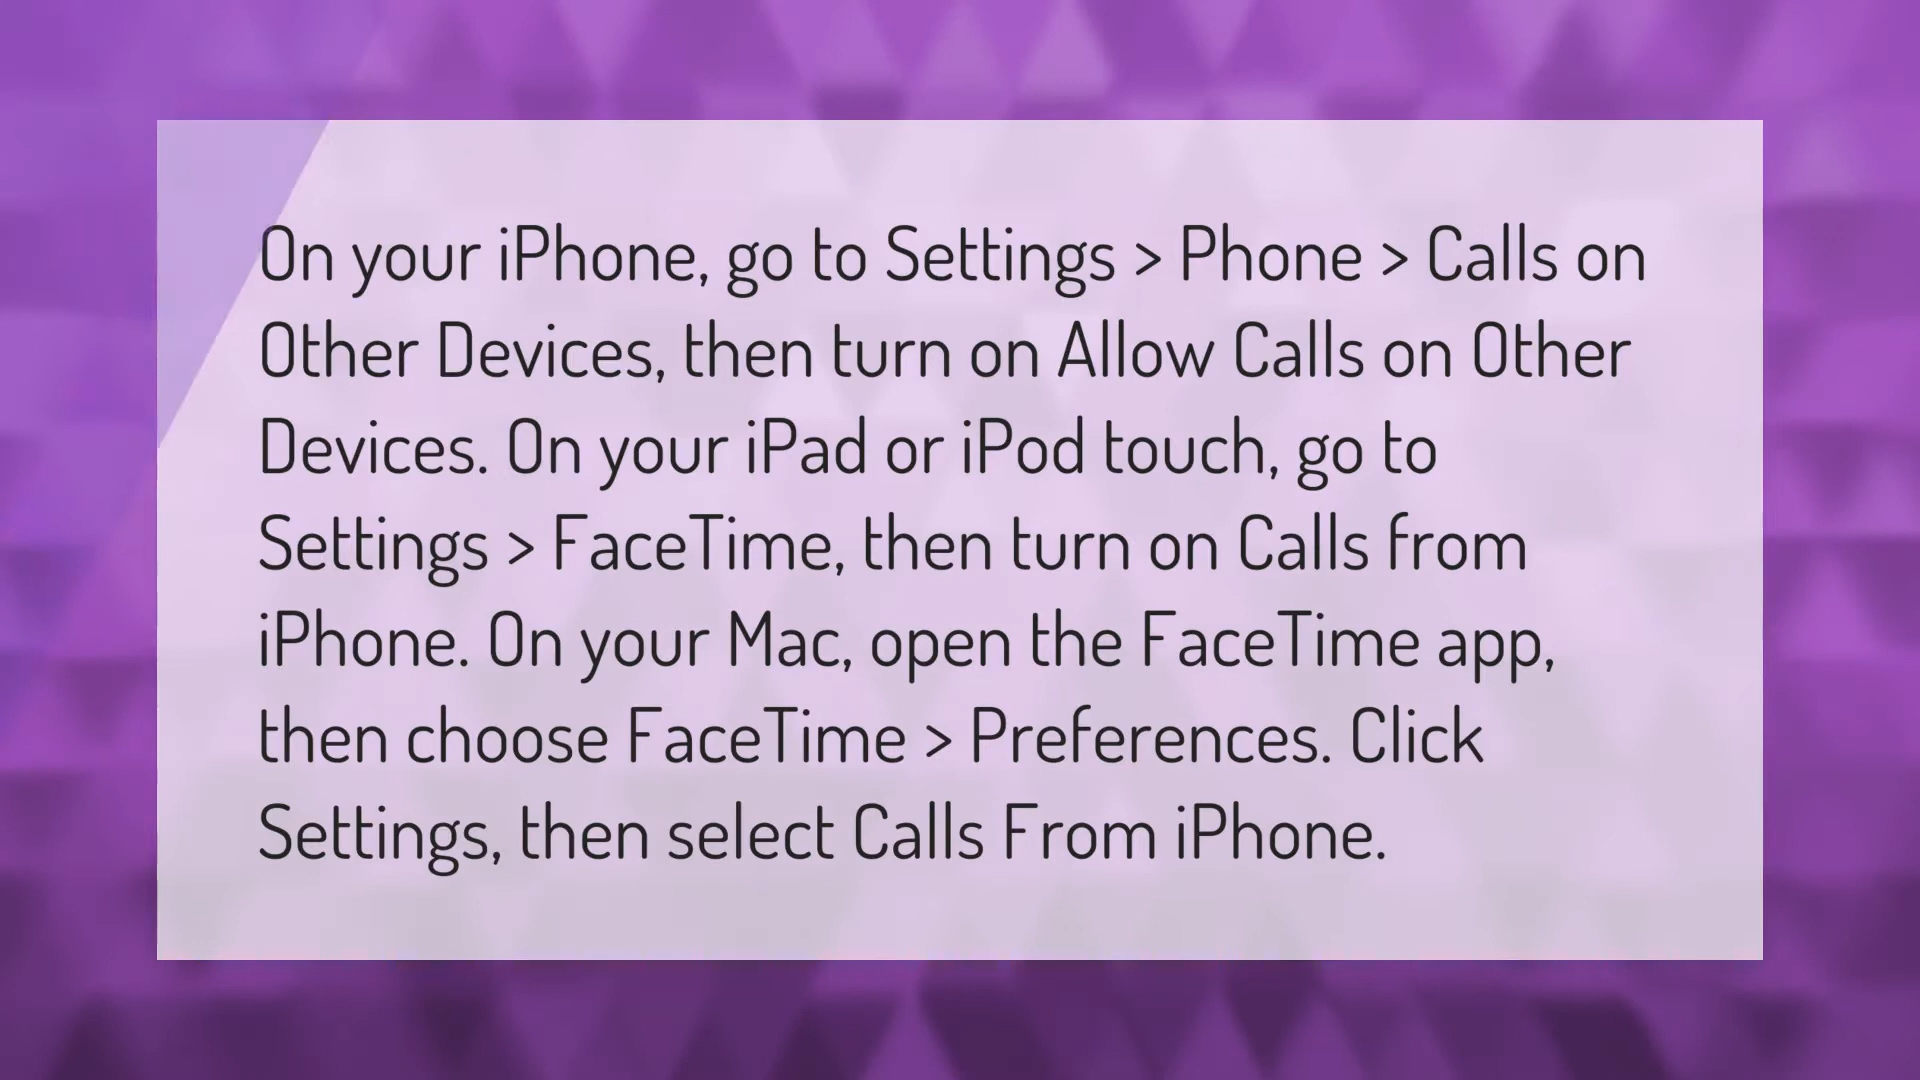 On your iPhone, go to Settings > Phone > Calls on
Other Devices, then turn on Allow Calls on Other
Devices. On your iPad or iPod touch, go to
Settings > FaceTime, then turn on Calls from
iPhone. On your Mac, open the FaceTime app,
then choose FaceTime > Preferences. Click
Settings, then select Calls From iPhone.